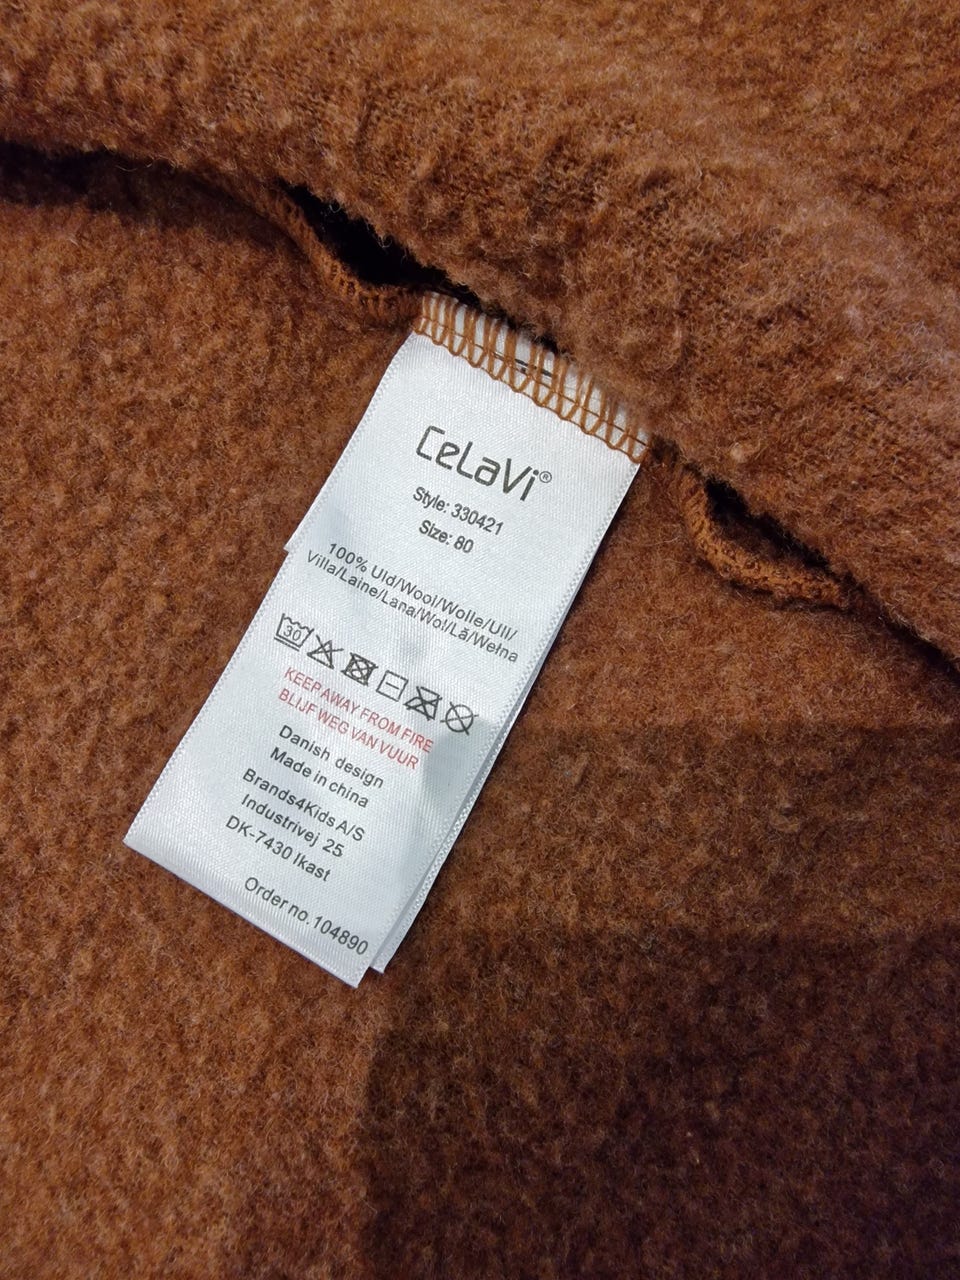 CeLaVi®
Style: 330421
Size: 80
100% Uld/Wool/Wolle/Ull/
Villa/Laine/Lana/Wol/Lã/Wełna
30
KEEP AWAY FROM FIRE
BLIJF WEG VAN VUUR
Danish design
Made in china
Brands4Kids A/S
Industrivej 25
DK-7430 Ikast
Order no. 104890